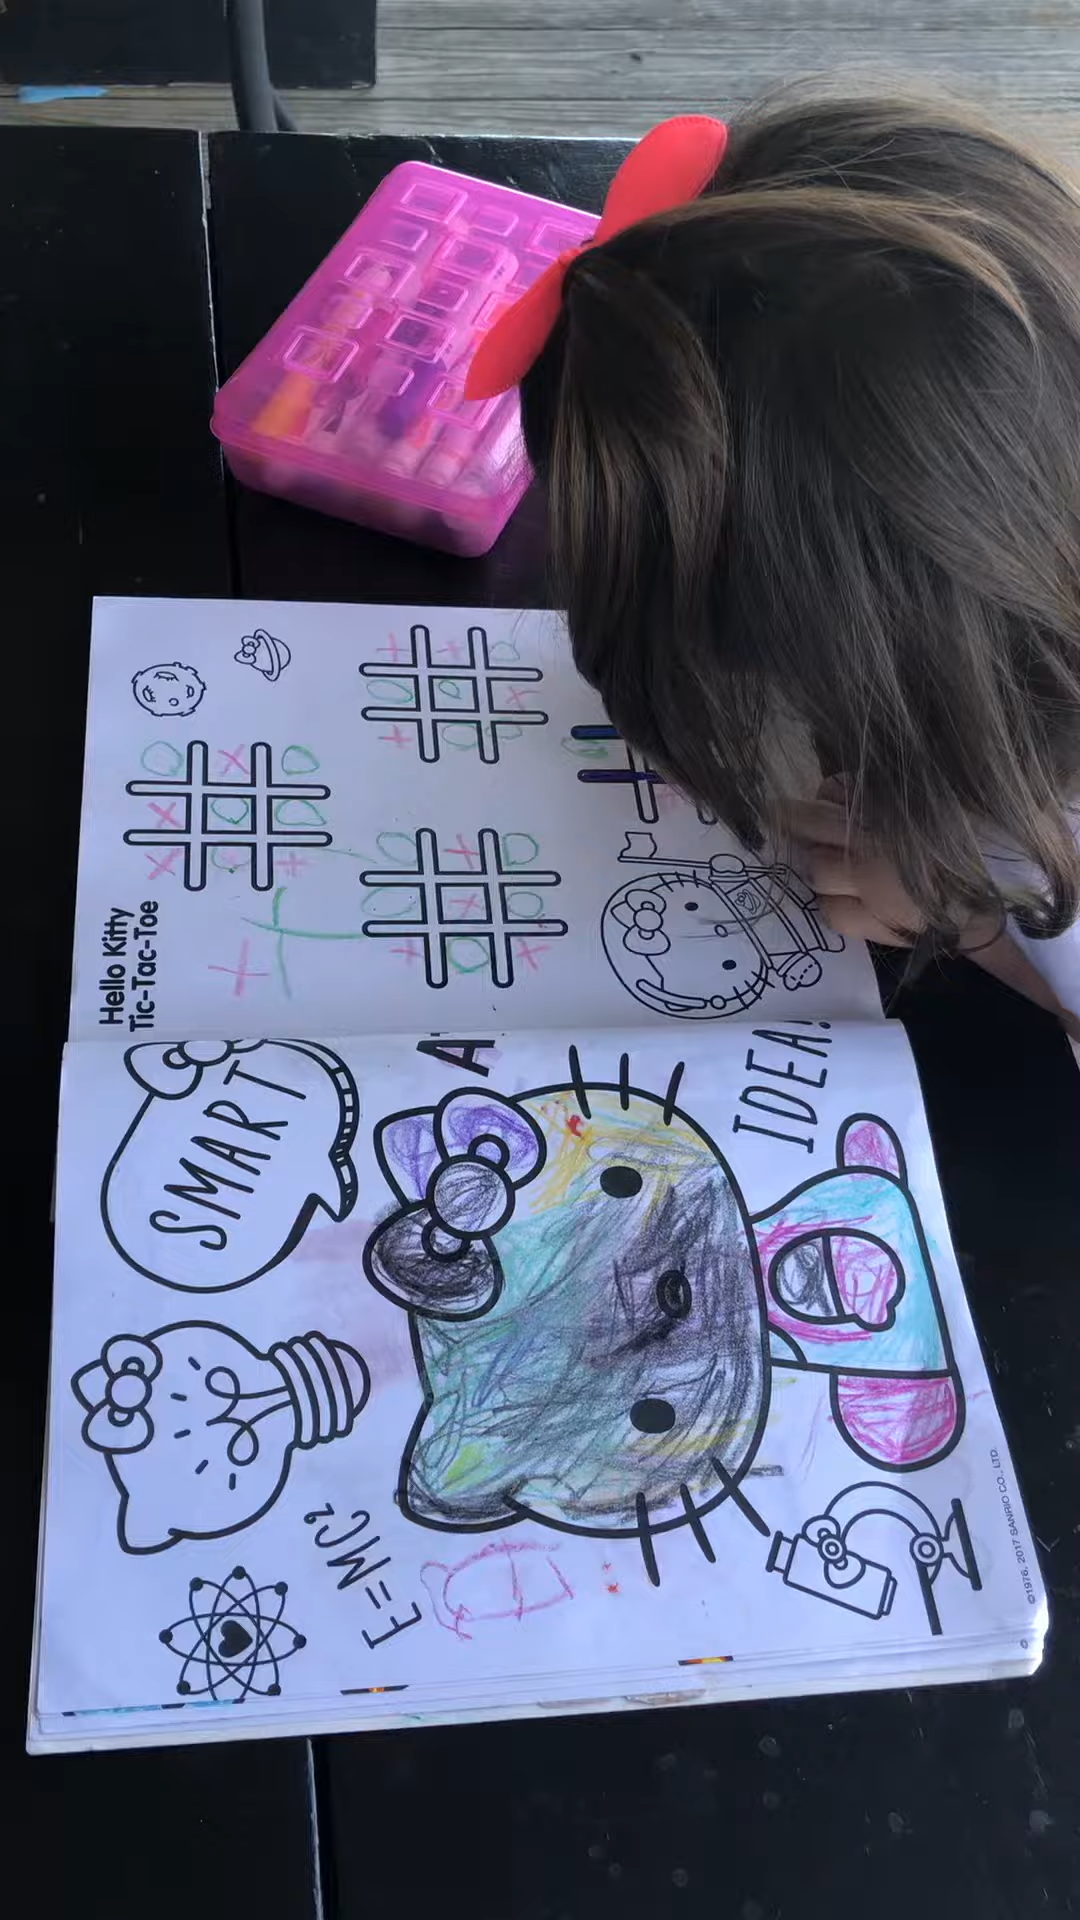 Hello Kitty
Tic-Tac-Toe
SMART
IDEA!
E=MC²
©1976, 2017 SANRIO CO., LTD.